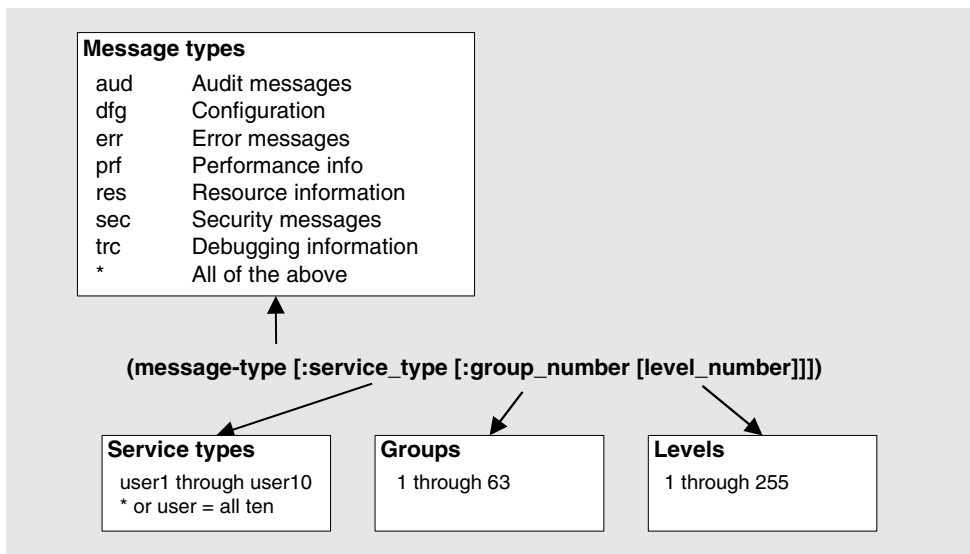 Message types
aud Audit messages
dfg Configuration
err Error messages
prf Performance info
res Resource information
sec Security messages
trc Debugging information
* All of the above
(message-type [:service_type [:group_number [level_number]]])
Service types
user1 through user10
* or user = all ten
Groups
1 through 63
Levels
1 through 255